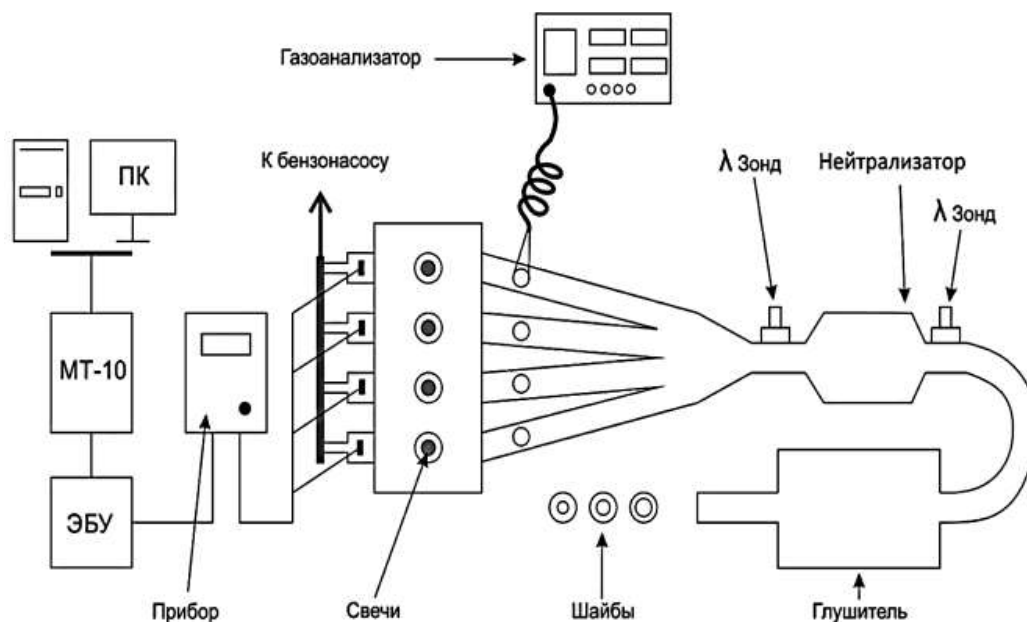 Газоанализатор
ПК
К бензонасосу
λ Зонд
Нейтрализатор
λ Зонд
МТ-10
ЭБУ
Прибор
Свечи
Шайбы
Глушитель